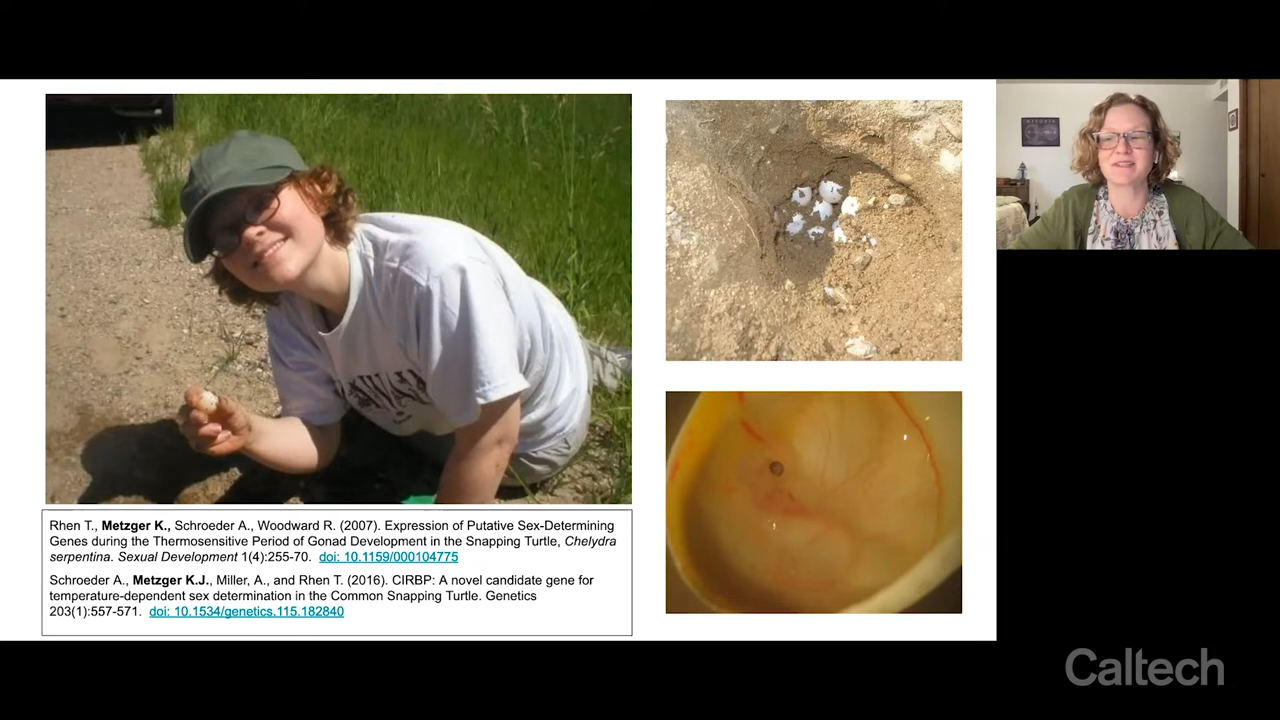 Rhen T., Metzger K., Schroeder A., Woodward R. (2007). Expression of Putative Sex-Determining
Genes during the Thermosensitive Period of Gonad Development in the Snapping Turtle, Chelydra
serpentina. Sexual Development 1(4):255-70. doi: 10.1159/000104775
Schroeder A., Metzger K.J., Miller, A., and Rhen T. (2016). CIRBP: A novel candidate gene for
temperature-dependent sex determination in the Common Snapping Turtle. Genetics
203(1):557-571. doi: 10.1534/genetics.115.182840
Caltech